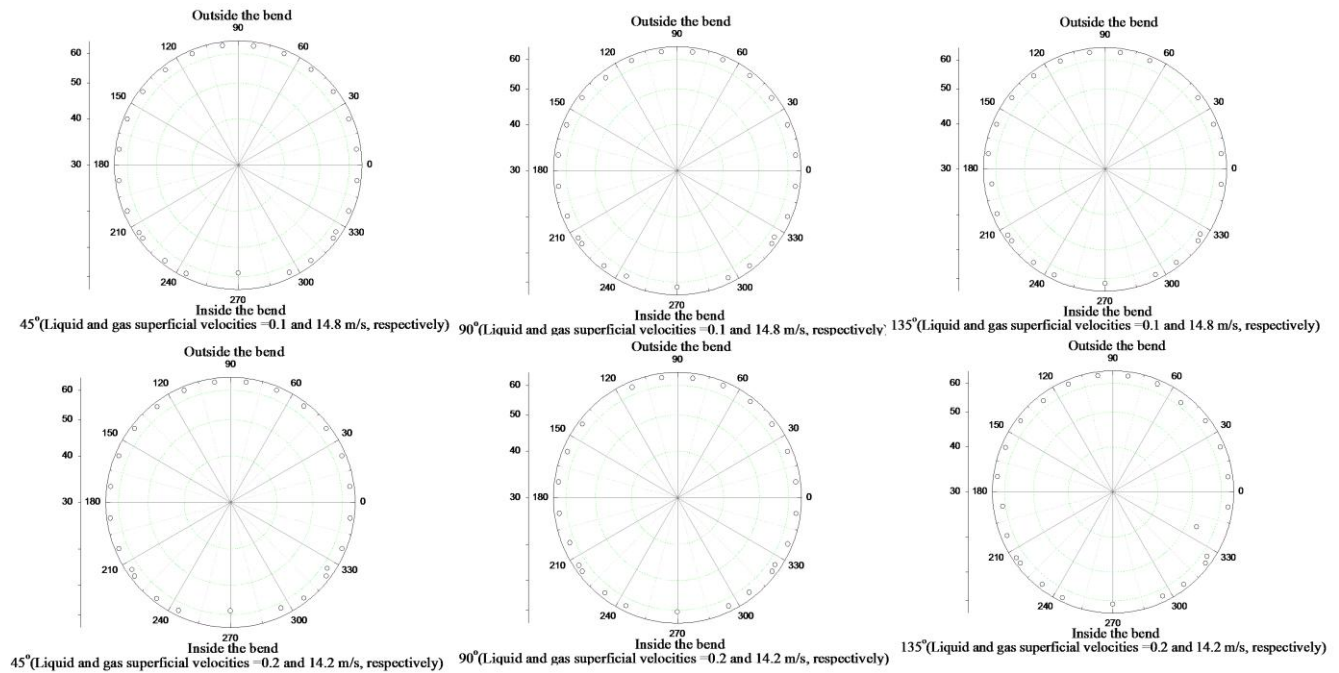 Outside the bend
90
120 60
60
50
150 30
40
30 180 0
210 330
240 300
270
Inside the bend
45°(Liquid and gas superficial velocities =0.1 and 14.8 m/s, respectively)
Outside the bend
90
120 60
60
50
150 30
40
30 180 0
210 330
240 300
270
Inside the bend
90°(Liquid and gas superficial velocities =0.1 and 14.8 m/s, respectively)
Outside the bend
90
120 60
60
50
150 30
40
30 180 0
210 330
240 300
270
Inside the bend
135°(Liquid and gas superficial velocities =0.1 and 14.8 m/s, respectively)
Outside the bend
90
120 60
60
50
150 30
40
30 180 0
210 330
240 300
270
Inside the bend
45°(Liquid and gas superficial velocities =0.2 and 14.2 m/s, respectively)
Outside the bend
90
120 60
60
50
150 30
40
30 180 0
210 330
240 300
270
Inside the bend
90°(Liquid and gas superficial velocities =0.2 and 14.2 m/s, respectively)
Outside the bend
90
120 60
60
50
150 30
40
30 180 0
210 330
240 300
270
Inside the bend
135°(Liquid and gas superficial velocities =0.2 and 14.2 m/s, respectively)